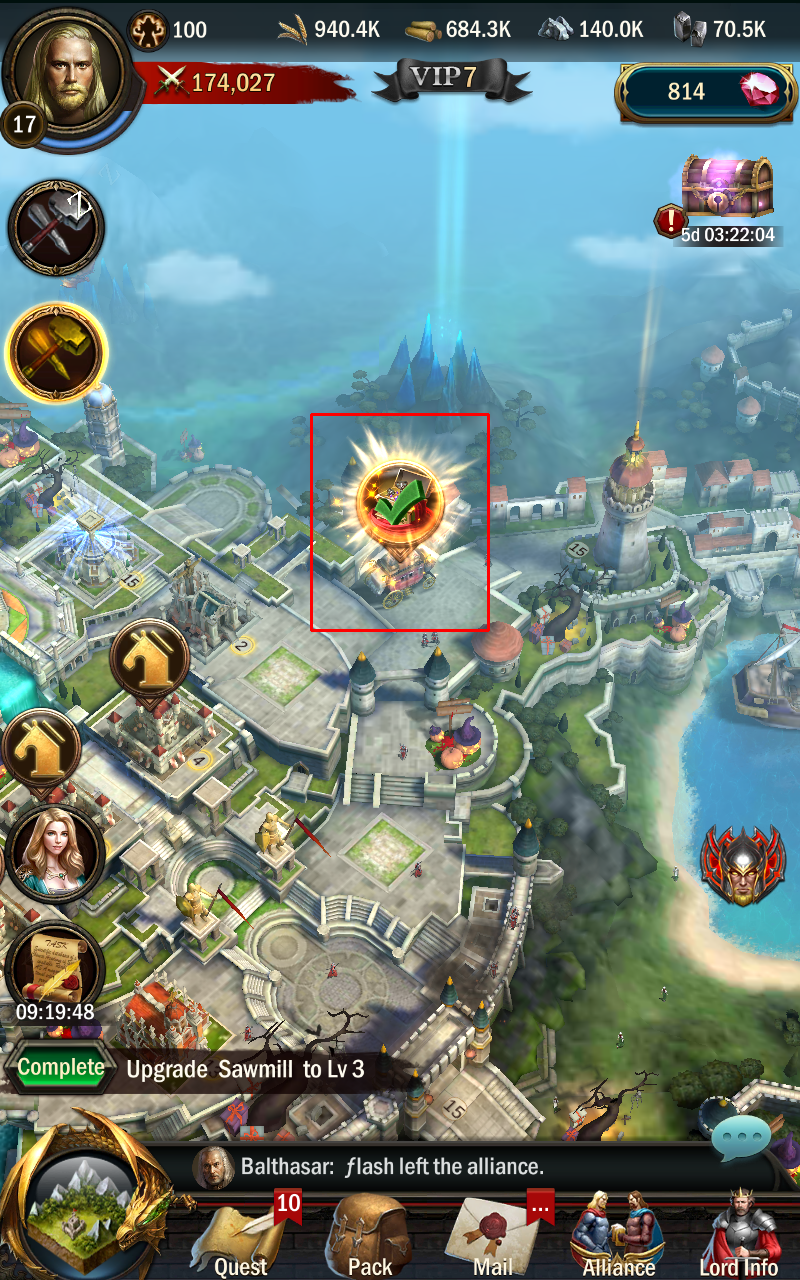 100
940.4K
684.3K
140.0K
70.5K
174,027
VIP7
814
17
Z
5d 03:22:04
15
15
2
4
TASK
09:19:48
Complete
Upgrade Sawmill to Lv 3
15
Balthasar: ƒlash left the alliance.
10
...
Quest
Pack
Mail
Alliance
Lord Info